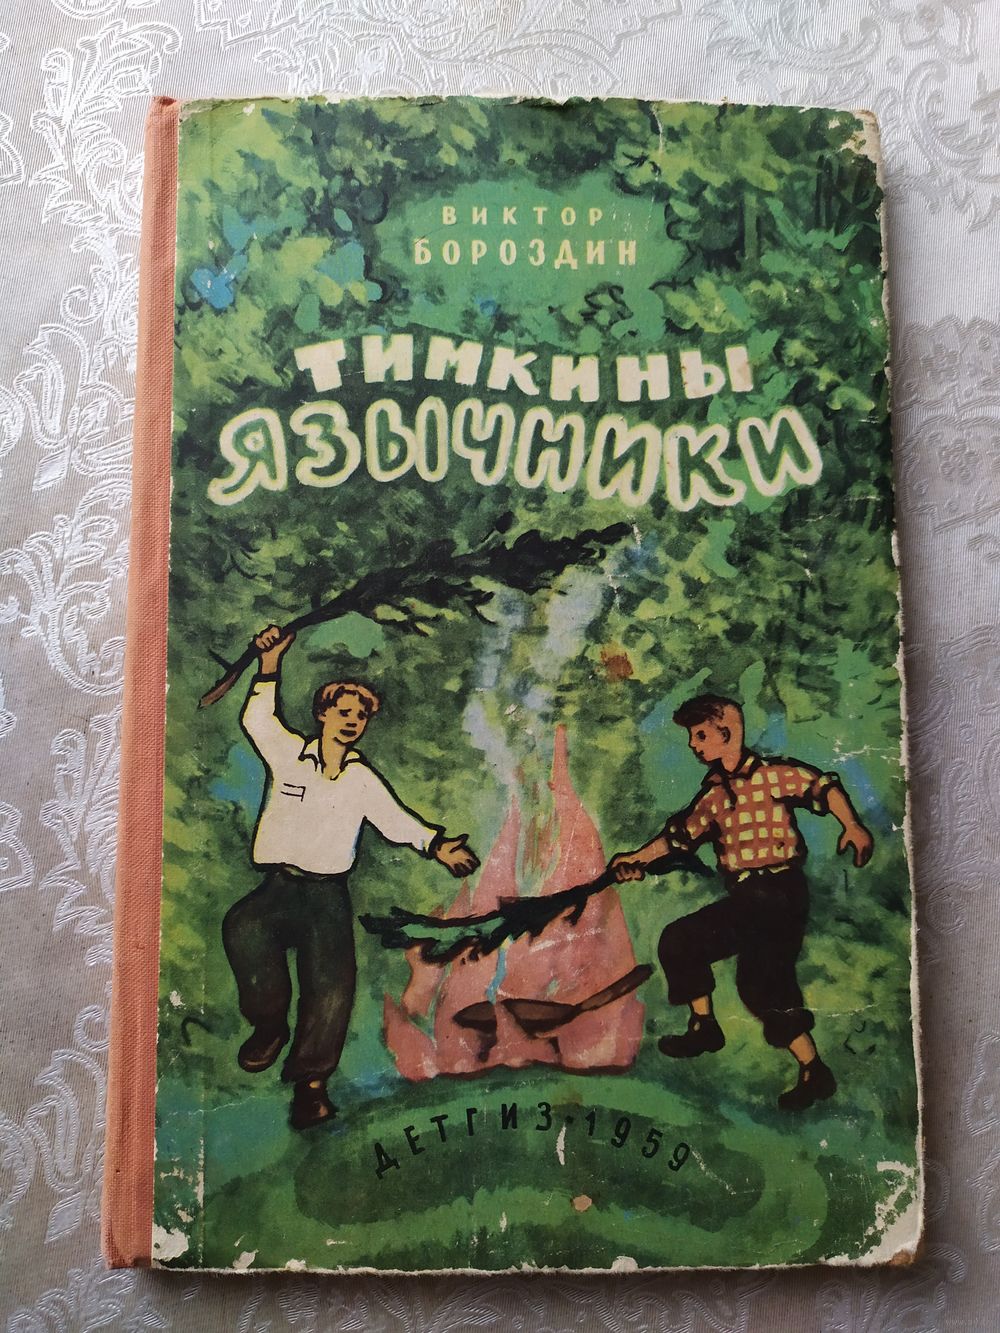 ВИКТОР
БОРОЗДИН
ТИМКИНЫ
ЯЗЫЧНИКИ
ДЕТГИЗ·1959